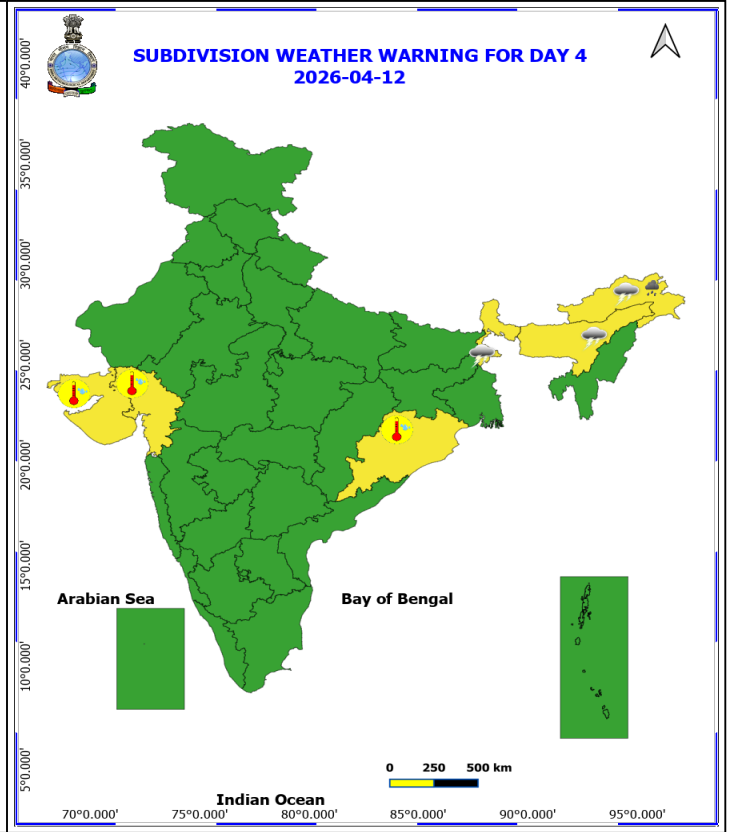 SUBDIVISION WEATHER WARNING FOR DAY 4
2026-04-12
40°0.000'
35°0.000'
30°0.000'
25°0.000'
20°0.000'
15°0.000'
10°0.000'
5°0.000'
Arabian Sea
Bay of Bengal
0 250 500 km
Indian Ocean
70°0.000' 75°0.000' 80°0.000' 85°0.000' 90°0.000' 95°0.000'